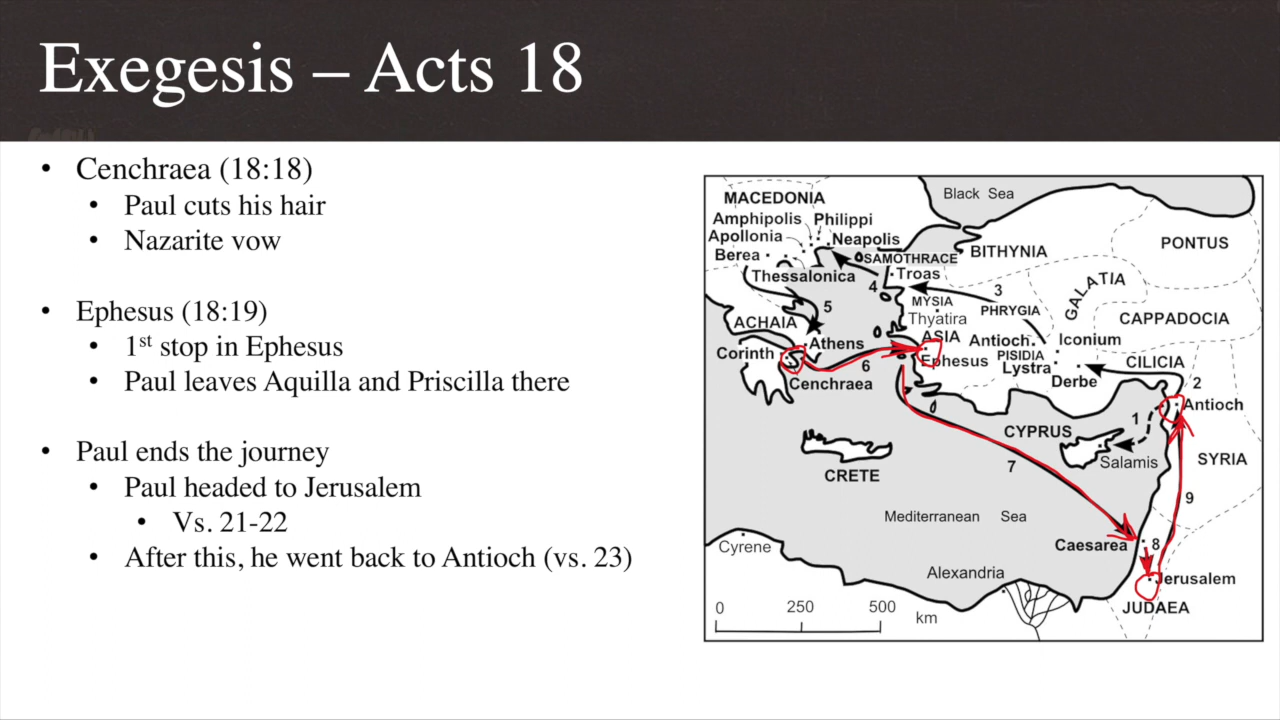 Exegesis – Acts 18
• Cenchraea (18:18)
• Paul cuts his hair
• Nazarite vow
• Ephesus (18:19)
• 1st stop in Ephesus
• Paul leaves Aquilla and Priscilla there
• Paul ends the journey
• Paul headed to Jerusalem
• Vs. 21-22
• After this, he went back to Antioch (vs. 23)
Black Sea
MACEDONIA
Amphipolis
Philippi
Apollonia
Neapolis
Berea
Thessalonica
SAMOTHRACE
Troas
BITHYNIA
PONTUS
GALATIA
4
3
MYSIA
PHRYGIA
5
Thyatira
CAPPADOCIA
ACHAIA
ASIA
Antioch
Iconium
Athens
Corinth
Ephesus
PISIDIA
Lystra
CILICIA
6
Cenchraea
Derbe
2
Antioch
1
CYPRUS
Salamis
SYRIA
7
CRETE
9
Mediterranean Sea
Cyrene
Caesarea
8
Alexandria
Jerusalem
JUDAEA
0
250
500
km